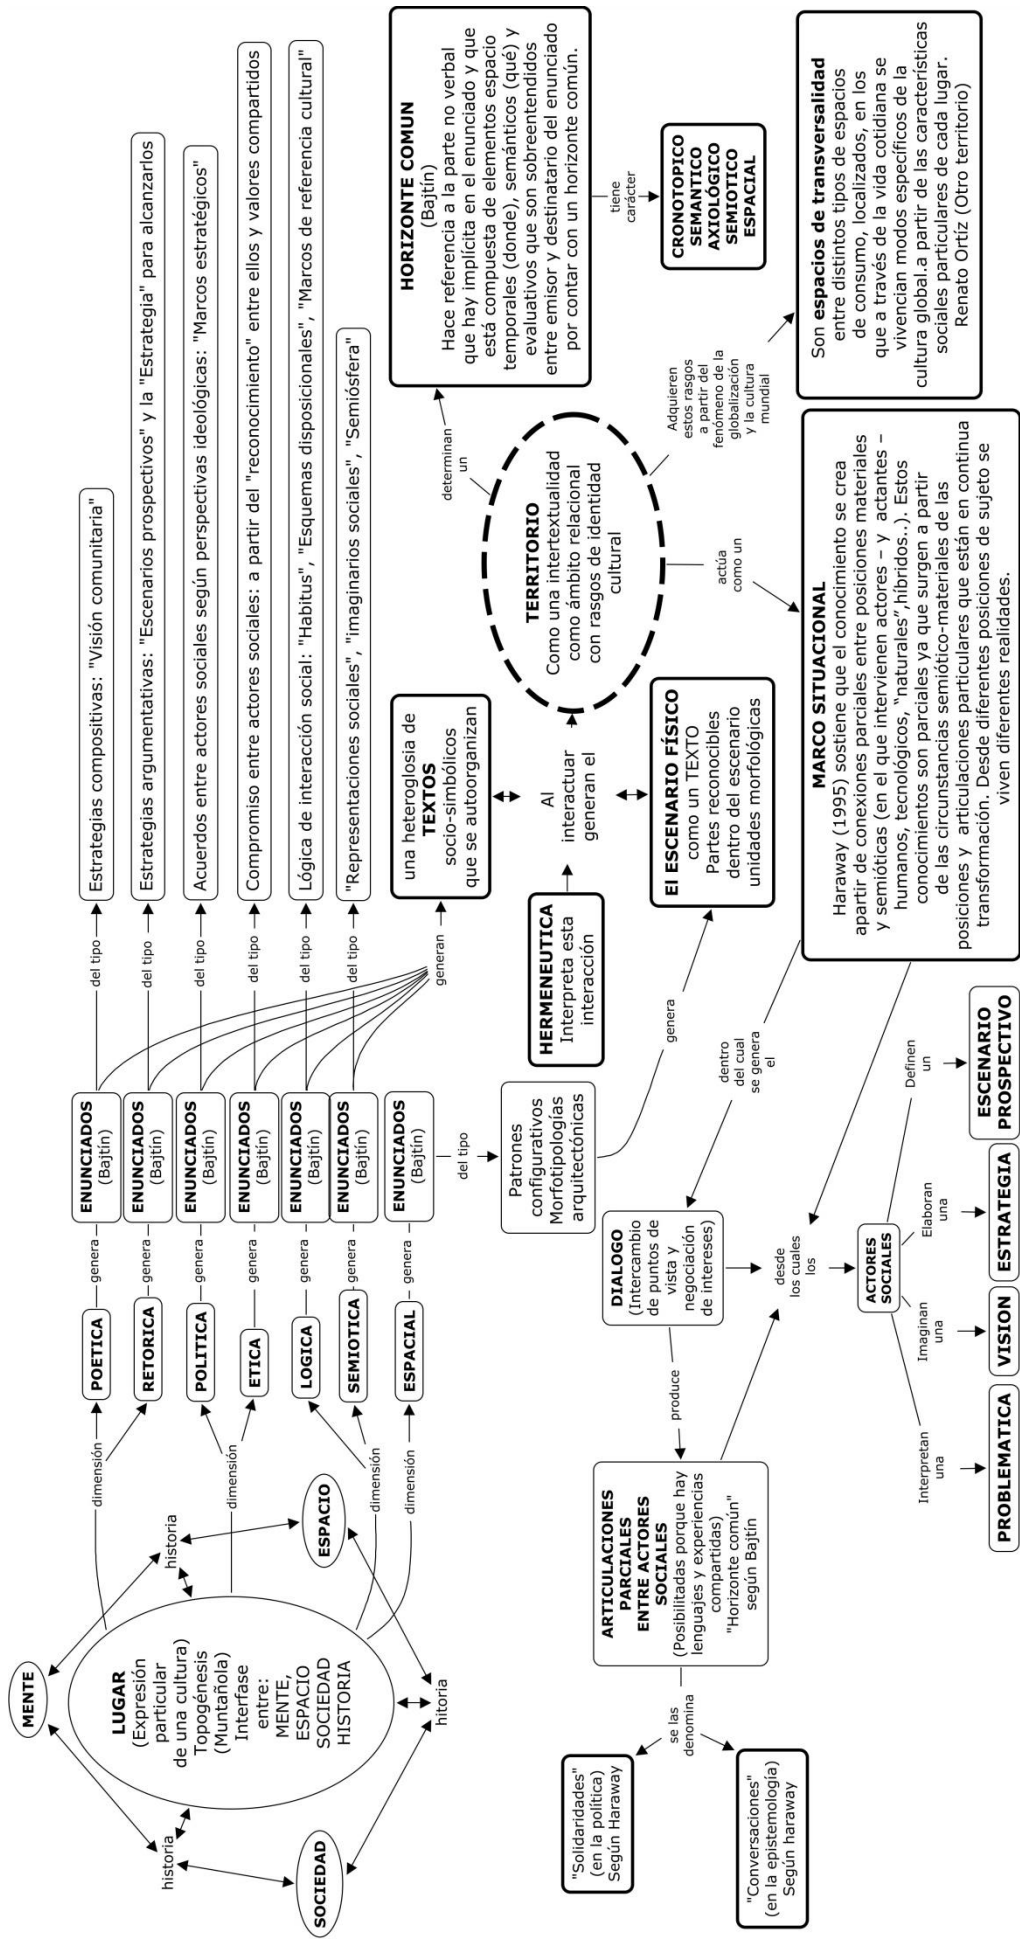 MENTE
historia
historia
LUGAR
(Expresión
particular
de una cultura)
Topogénesis
(Muntañola)
Interfase
entre:
MENTE,
ESPACIO
SOCIEDAD
HISTORIA
SOCIEDAD
ESPACIO
hitoria
dimensión
dimensión
dimensión
dimensión
POETICA
genera
ENUNCIADOS
(Bajtín)
del tipo
Estrategias compositivas: "Visión comunitaria"
RETORICA
genera
ENUNCIADOS
(Bajtín)
del tipo
Estrategias argumentativas: "Escenarios prospectivos" y la "Estrategia" para alcanzarlos
POLITICA
genera
ENUNCIADOS
(Bajtín)
del tipo
Acuerdos entre actores sociales según perspectivas ideológicas: "Marcos estratégicos"
ETICA
genera
ENUNCIADOS
(Bajtín)
del tipo
Compromiso entre actores sociales: a partir del "reconocimiento" entre ellos y valores compartidos
LOGICA
genera
ENUNCIADOS
(Bajtín)
del tipo
Lógica de interacción social: "Habitus", "Esquemas disposicionales", "Marcos de referencia cultural"
SEMIOTICA
genera
ENUNCIADOS
(Bajtín)
del tipo
"Representaciones sociales", "imaginarios sociales", "Semiósfera"
ESPACIAL
genera
ENUNCIADOS
(Bajtín)
del tipo
Patrones
configurativos
Morfotipologías
arquitectónicas
genera
generan
una heteroglosia de
TEXTOS
socio-simbólicos
que se autoorganizan
HERMENEUTICA
Interpreta esta
interacción
Al
interactuar
generan el
El ESCENARIO FÍSICO
como un TEXTO
Partes reconocibles
dentro del escenario
unidades morfológicas
TERRITORIO
Como una intertextualidad
como ámbito relacional
con rasgos de identidad
cultural
determinan
un
HORIZONTE COMUN
(Bajtín)
Hace referencia a la parte no verbal
que hay implícita en el enunciado y que
está compuesta de elementos espacio
temporales (donde), semánticos (qué) y
evaluativos que son sobreentendidos
entre emisor y destinatario del enunciado
por contar con un horizonte común.
tiene
carácter
CRONOTOPICO
SEMANTICO
AXIOLÓGICO
SEMIOTICO
ESPACIAL
Adquieren
estos rasgos
a partir del
fenómeno de la
globalización
y la cultura
mundial
Son espacios de transversalidad
entre distintos tipos de espacios
de consumo, localizados, en los
que a través de la vida cotidiana se
vivencian modos específicos de la
cultura global.a partir de las características
sociales particulares de cada lugar.
Renato Ortíz (Otro territorio)
actúa
como un
MARCO SITUACIONAL
Haraway (1995) sostiene que el conocimiento se crea
apartir de conexiones parciales entre posiciones materiales
y semióticas (en el que intervienen actores – y actantes –
humanos, tecnológicos, "naturales",híbridos..). Estos
conocimientos son parciales ya que surgen a partir
de las circunstancias semiótico-materiales de las
posiciones y articulaciones particulares que están en continua
transformación. Desde diferentes posiciones de sujeto se
viven diferentes realidades.
dentro
del cual
se genera
el
DIALOGO
(Intercambio
de puntos de
vista y
negociación
de intereses)
produce
ARTICULACIONES
PARCIALES
ENTRE ACTORES
SOCIALES
(Posibilitadas porque hay
lenguajes y experiencias
compartidas)
"Horizonte común"
según Bajtín
se las
denomina
"Solidaridades"
(en la política)
Según Haraway
"Conversaciones"
(en la epistemología)
Según haraway
desde
los cuales
los
ACTORES
SOCIALES
Interpretan
una
PROBLEMATICA
Imaginan
una
VISION
Elaboran
una
ESTRATEGIA
Definen
un
ESCENARIO
PROSPECTIVO